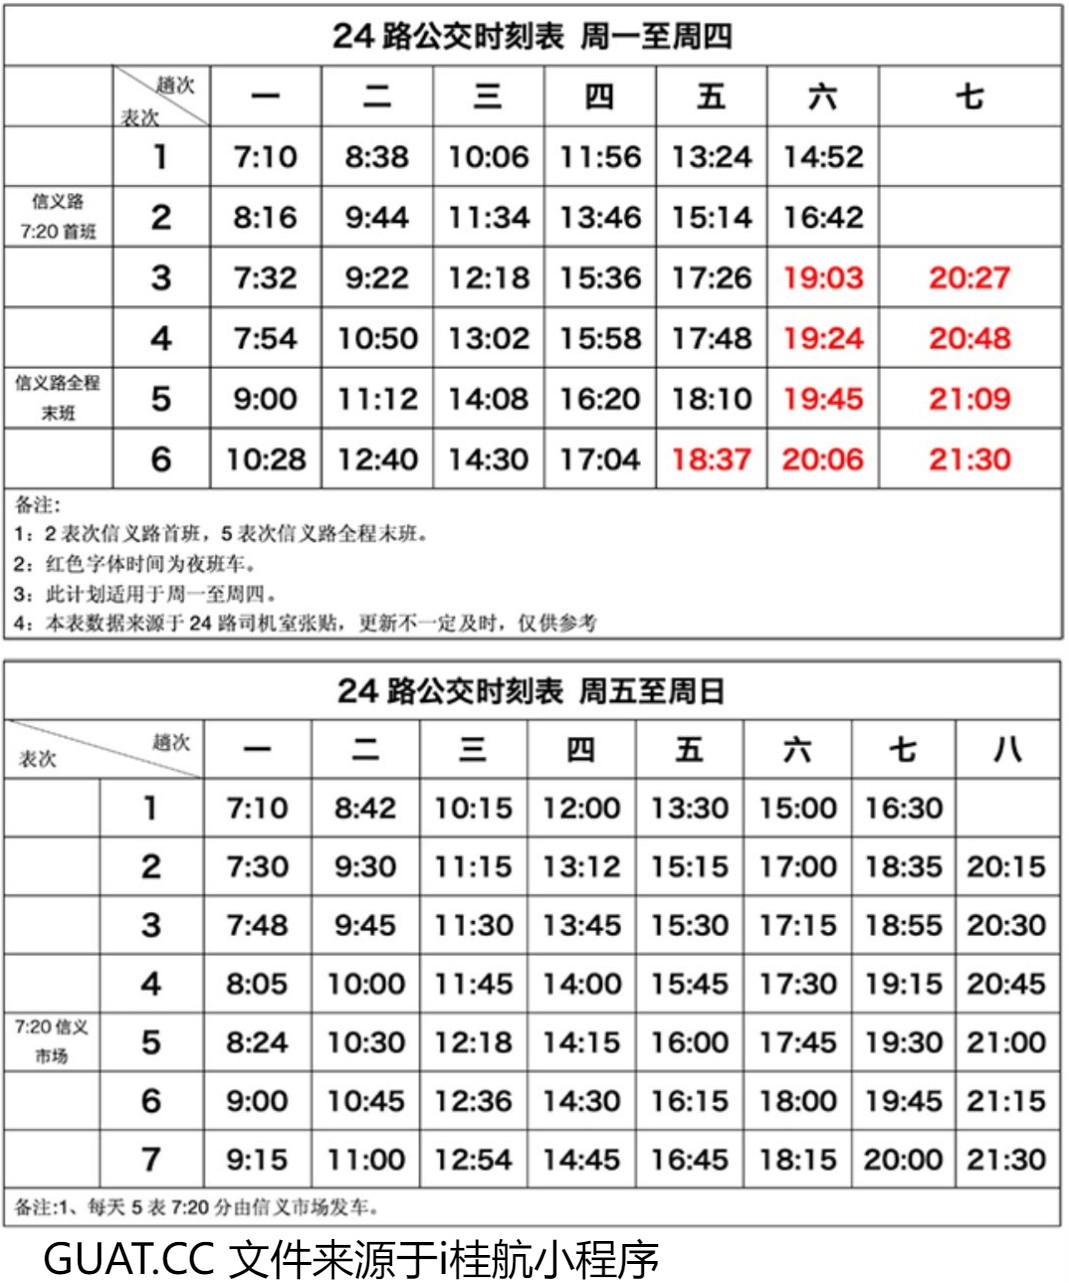 24 路公交时刻表 周一至周四
趟次
表次
一 二 三 四 五 六 七
1 7:10 8:38 10:06 11:56 13:24 14:52
信义路
7:20 首班
2 8:16 9:44 11:34 13:46 15:14 16:42
3 7:32 9:22 12:18 15:36 17:26 19:03 20:27
4 7:54 10:50 13:02 15:58 17:48 19:24 20:48
信义路全程
末班
5 9:00 11:12 14:08 16:20 18:10 19:45 21:09
6 10:28 12:40 14:30 17:04 18:37 20:06 21:30
备注:
1：2 表次信义路首班，5 表次信义路全程末班。
2：红色字体时间为夜班车。
3：此计划适用于周一至周四。
4：本表数据来源于 24 路司机室张贴，更新不一定及时，仅供参考
24 路公交时刻表 周五至周日
趟次
表次
一 二 三 四 五 六 七 八
1 7:10 8:42 10:15 12:00 13:30 15:00 16:30
2 7:30 9:30 11:15 13:12 15:15 17:00 18:35 20:15
3 7:48 9:45 11:30 13:45 15:30 17:15 18:55 20:30
4 8:05 10:00 11:45 14:00 15:45 17:30 19:15 20:45
7:20 信义
市场
5 8:24 10:30 12:18 14:15 16:00 17:45 19:30 21:00
6 9:00 10:45 12:36 14:30 16:15 18:00 19:45 21:15
7 9:15 11:00 12:54 14:45 16:45 18:15 20:00 21:30
备注:1、每天 5 表 7:20 分由信义市场发车。
GUAT.CC 文件来源于i桂航小程序